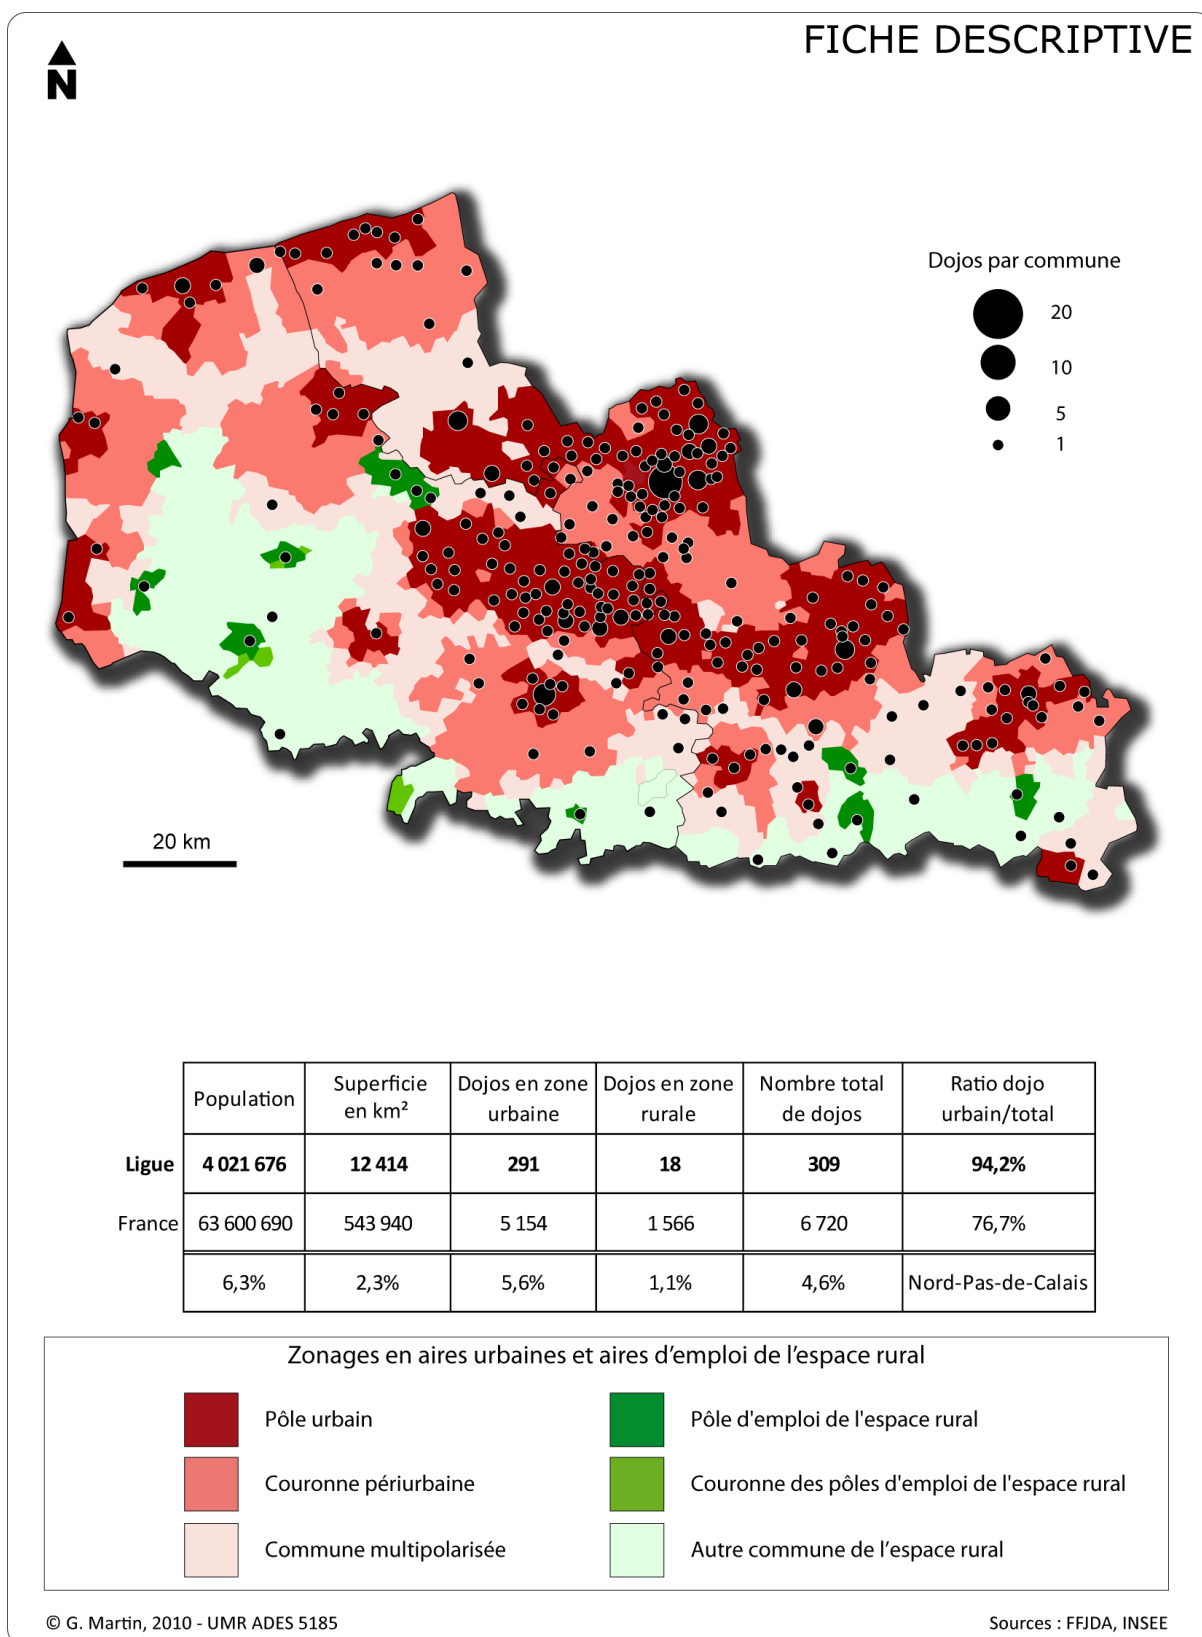 FICHE DESCRIPTIVE
N
Dojos par commune
20
10
5
1
20 km
Population
Superficie
en km²
Dojos en zone
urbaine
Dojos en zone
rurale
Nombre total
de dojos
Ratio dojo
urbain/total
Ligue 4 021 676 12 414 291 18 309 94,2%
France 63 600 690 543 940 5 154 1 566 6 720 76,7%
6,3% 2,3% 5,6% 1,1% 4,6% Nord-Pas-de-Calais
Zonages en aires urbaines et aires d’emploi de l’espace rural
Pôle urbain
Couronne périurbaine
Commune multipolarisée
Pôle d'emploi de l'espace rural
Couronne des pôles d'emploi de l'espace rural
Autre commune de l’espace rural
© G. Martin, 2010 - UMR ADES 5185
Sources : FFJDA, INSEE